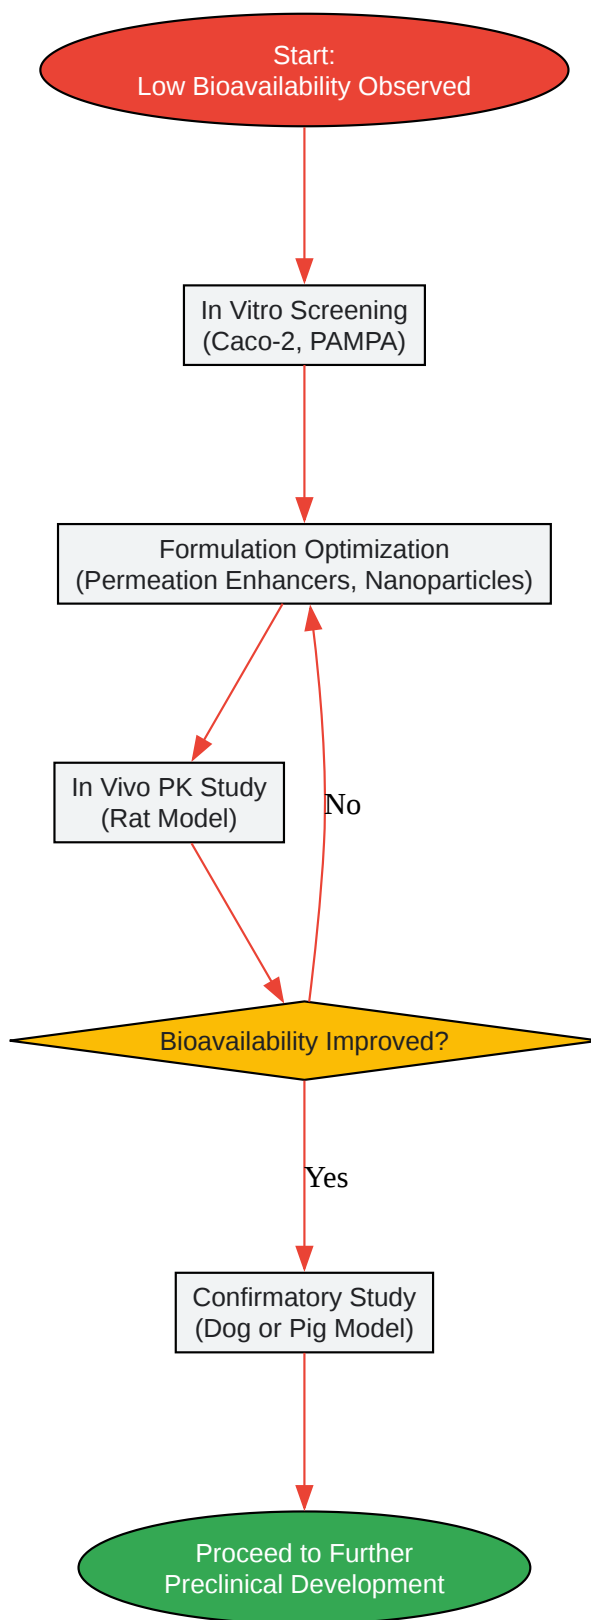 Start:
Low Bioavailability Observed
In Vitro Screening
(Caco-2, PAMPA)
Formulation Optimization
(Permeation Enhancers, Nanoparticles)
In Vivo PK Study
(Rat Model)
No
Bioavailability Improved?
Yes
Confirmatory Study
(Dog or Pig Model)
Proceed to Further
Preclinical Development